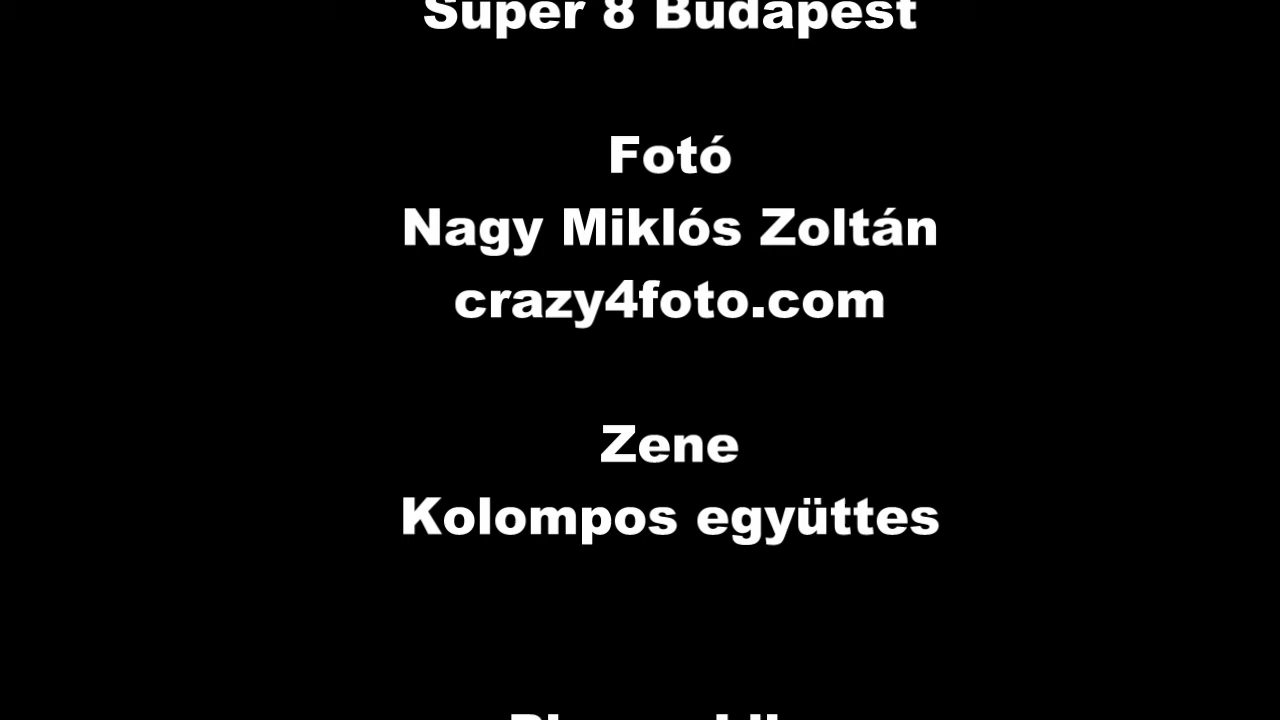 Super 8 Budapest
Fotó
Nagy Miklós Zoltán
crazy4foto.com
Zene
Kolompos együttes